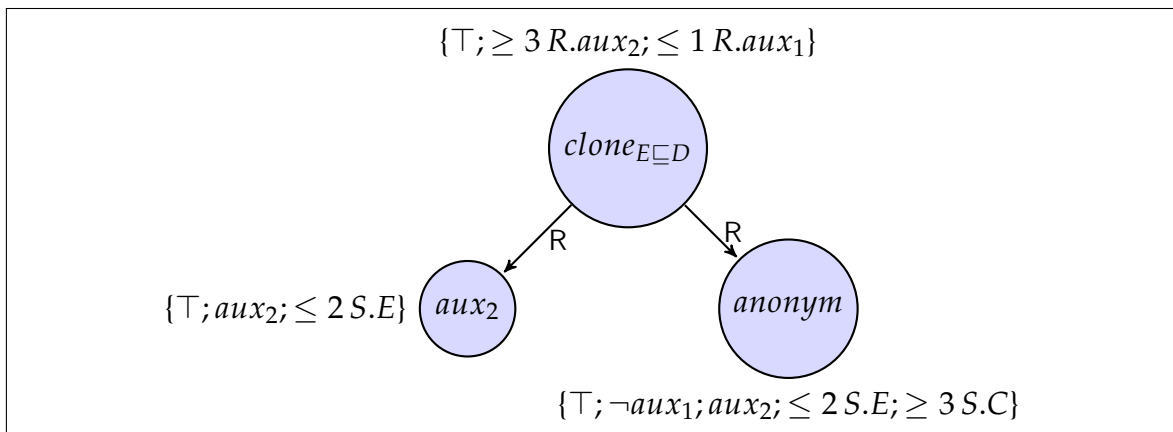 {⊤; ≥ 3 R.aux₂; ≤ 1 R.aux₁}
clone_{E⊑D}
R
R
{⊤; aux₂; ≤ 2 S.E}
aux₂
anonym
{⊤; ¬aux₁; aux₂; ≤ 2 S.E; ≥ 3 S.C}